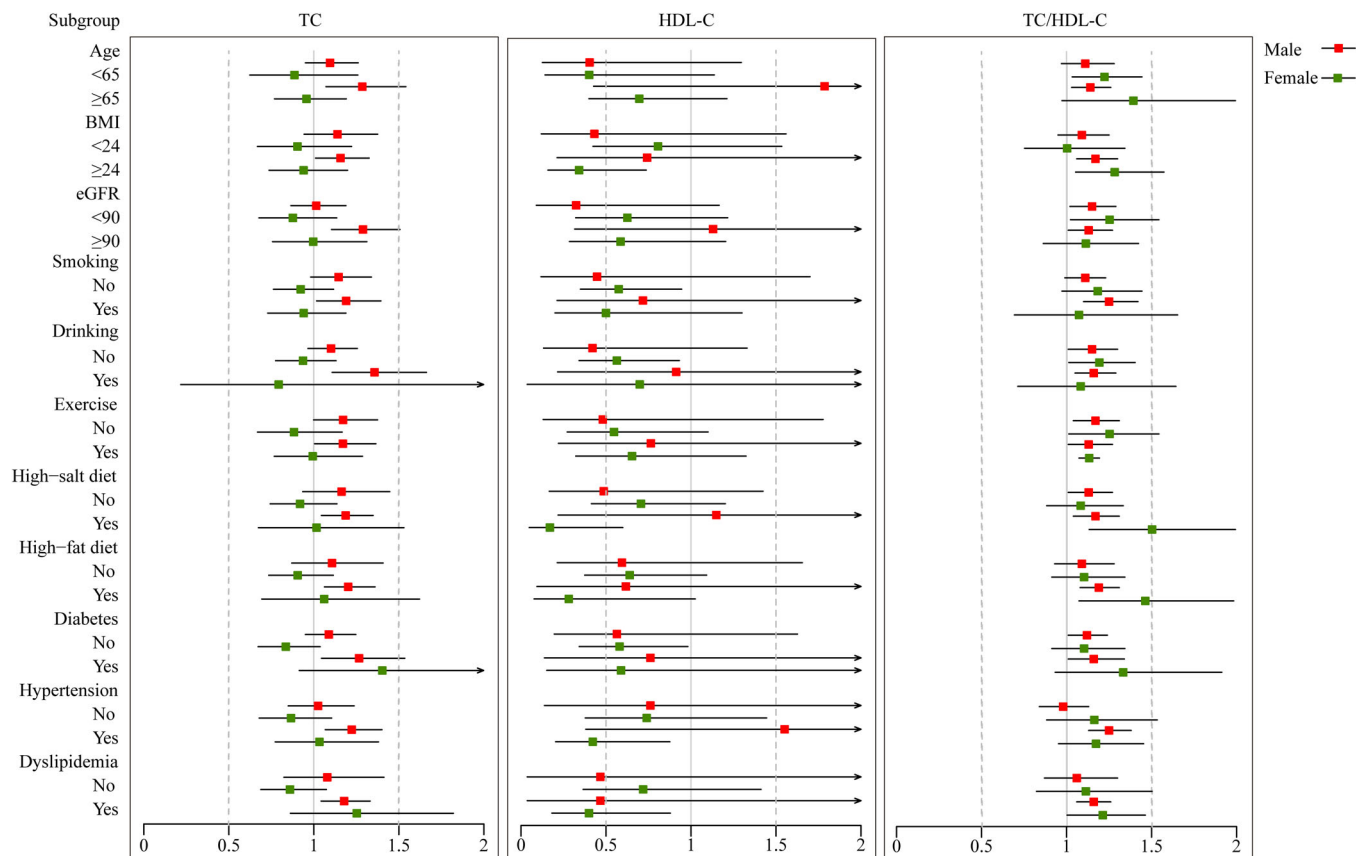 Subgroup TC HDL-C TC/HDL-C
Male
Female
Age
<65
≥65
BMI
<24
≥24
eGFR
<90
≥90
Smoking
No
Yes
Drinking
No
Yes
Exercise
No
Yes
High−salt diet
No
Yes
High−fat diet
No
Yes
Diabetes
No
Yes
Hypertension
No
Yes
Dyslipidemia
No
Yes
0 0.5 1 1.5 2 0 0.5 1 1.5 2 0 0.5 1 1.5 2